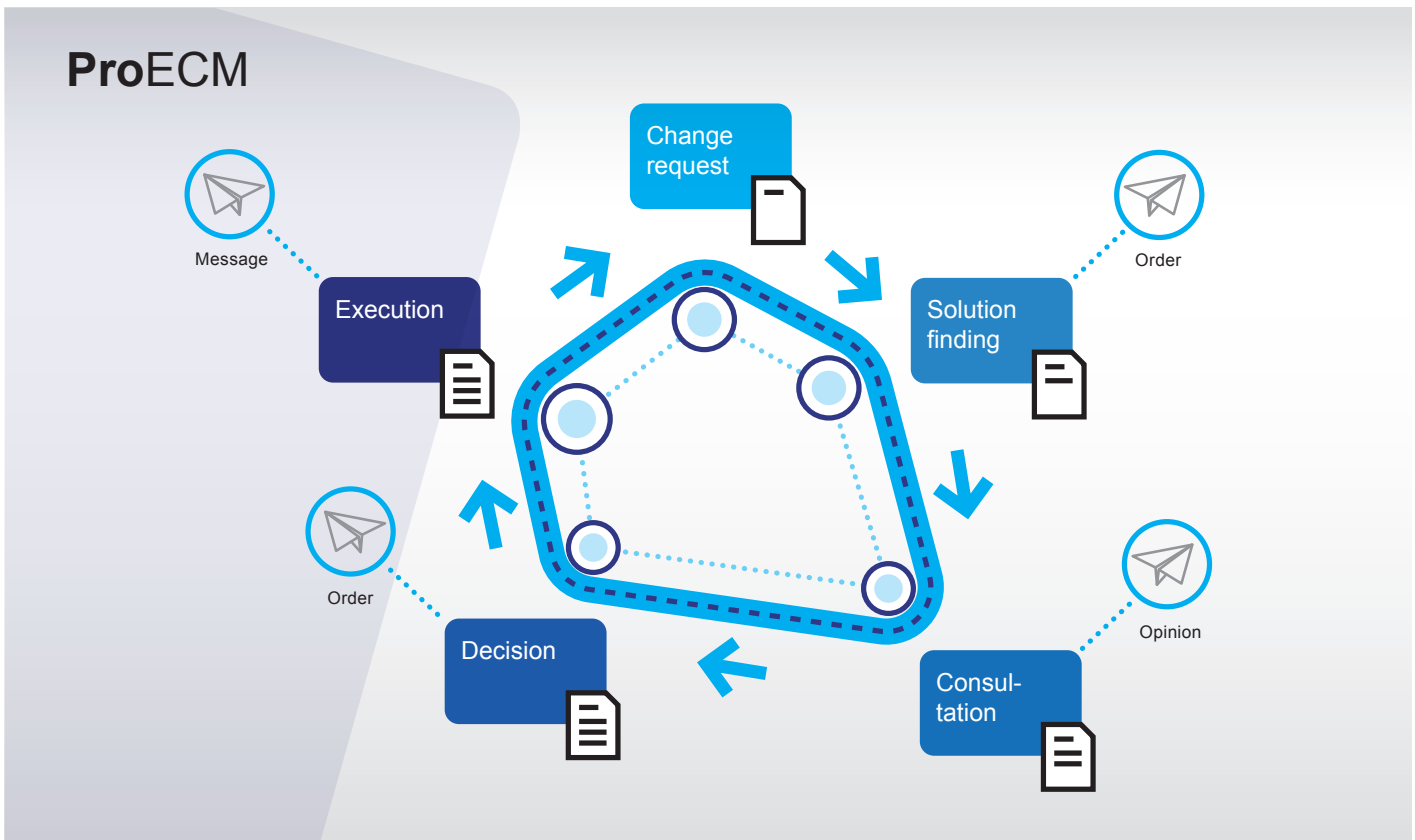 ProECM
Change
request
Message
Order
Execution
Solution
finding
Order
Opinion
Decision
Consul-
tation